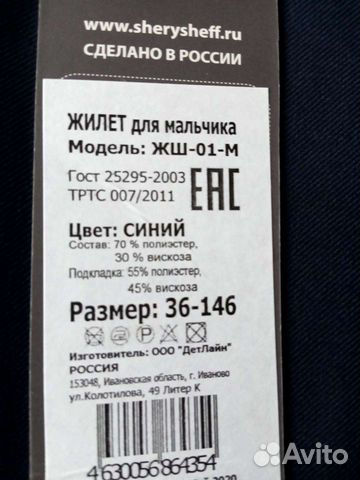 www.sherysheff.ru
СДЕЛАНО В РОССИИ
ЖИЛЕТ для мальчика
Модель: ЖШ-01-М
Гост 25295-2003
ТРТС 007/2011
ЕАС
Цвет: СИНИЙ
Состав: 70 % полиэстер,
30 % вискоза
Подкладка: 55% полиэстер,
45% вискоза
Размер: 36-146
Изготовитель: ООО "ДетЛайн"
РОССИЯ
153048, Ивановская область, г. Иваново
ул.Колотилова, 49 Литер К
4630056864354
2020
Avito